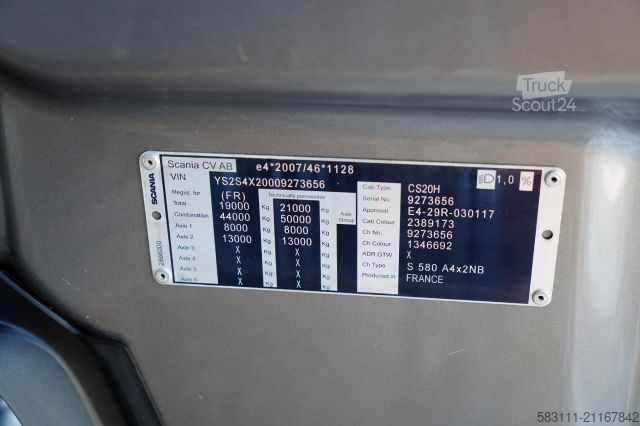 Truck
Scout24
SCANIA
2866000
Scania CV AB e4*2007/46*1128
VIN YS2S4X20009273656
Regist. for (FR) Technically permissible
Total 19000 Kg 21000 Kg
Combination 44000 Kg 50000 Kg Axle Group
Axle 1 8000 Kg 8000 Kg
Axle 2 13000 Kg 13000 Kg
Axle 3 X Kg X Kg
Axle 4 X Kg X Kg
Axle 5 X Kg X Kg
Axle 6 X Kg X Kg
1,0 %
Cab Type CS20H
Serial No. 9273656
Approval E4-29R-030117
Cab Colour 2389173
Ch No. 9273656
Ch Colour 1346692
ADR GTW X
Ch Type S 580 A4x2NB
Produced in FRANCE
583111-21167842